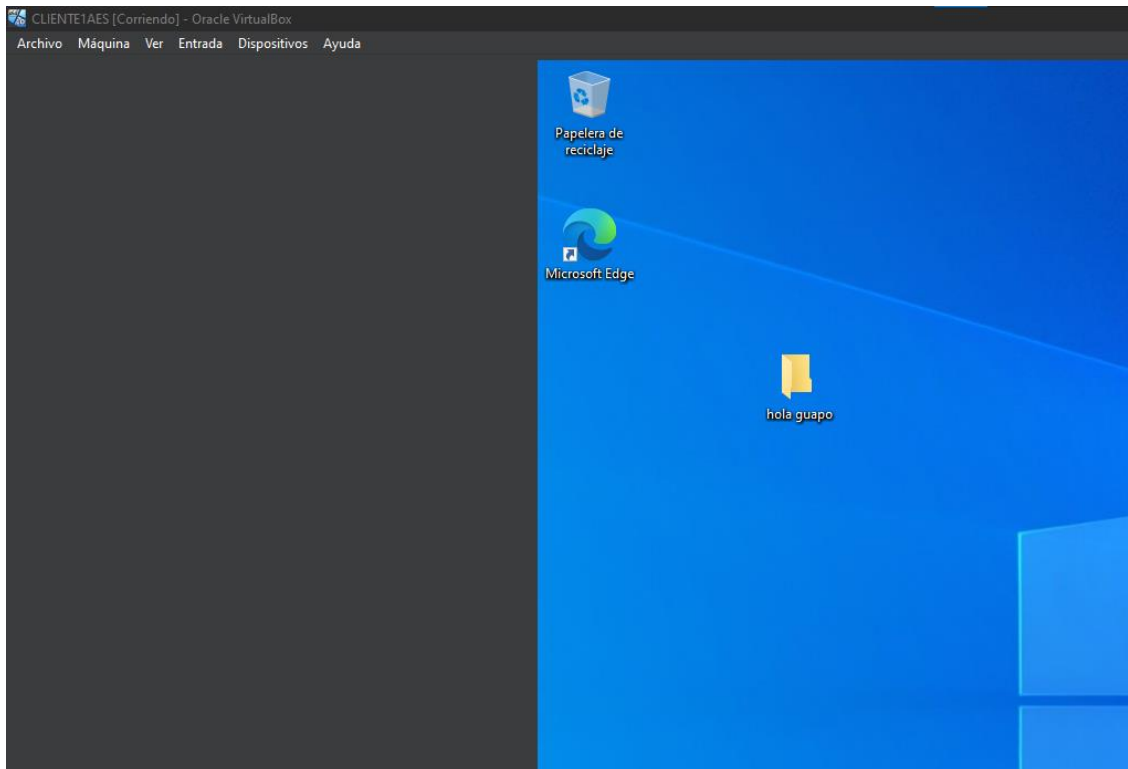 CLIENTE1AES [Corriendo] - Oracle VirtualBox
Archivo Máquina Ver Entrada Dispositivos Ayuda
Papelera de
reciclaje
Microsoft Edge
hola guapo